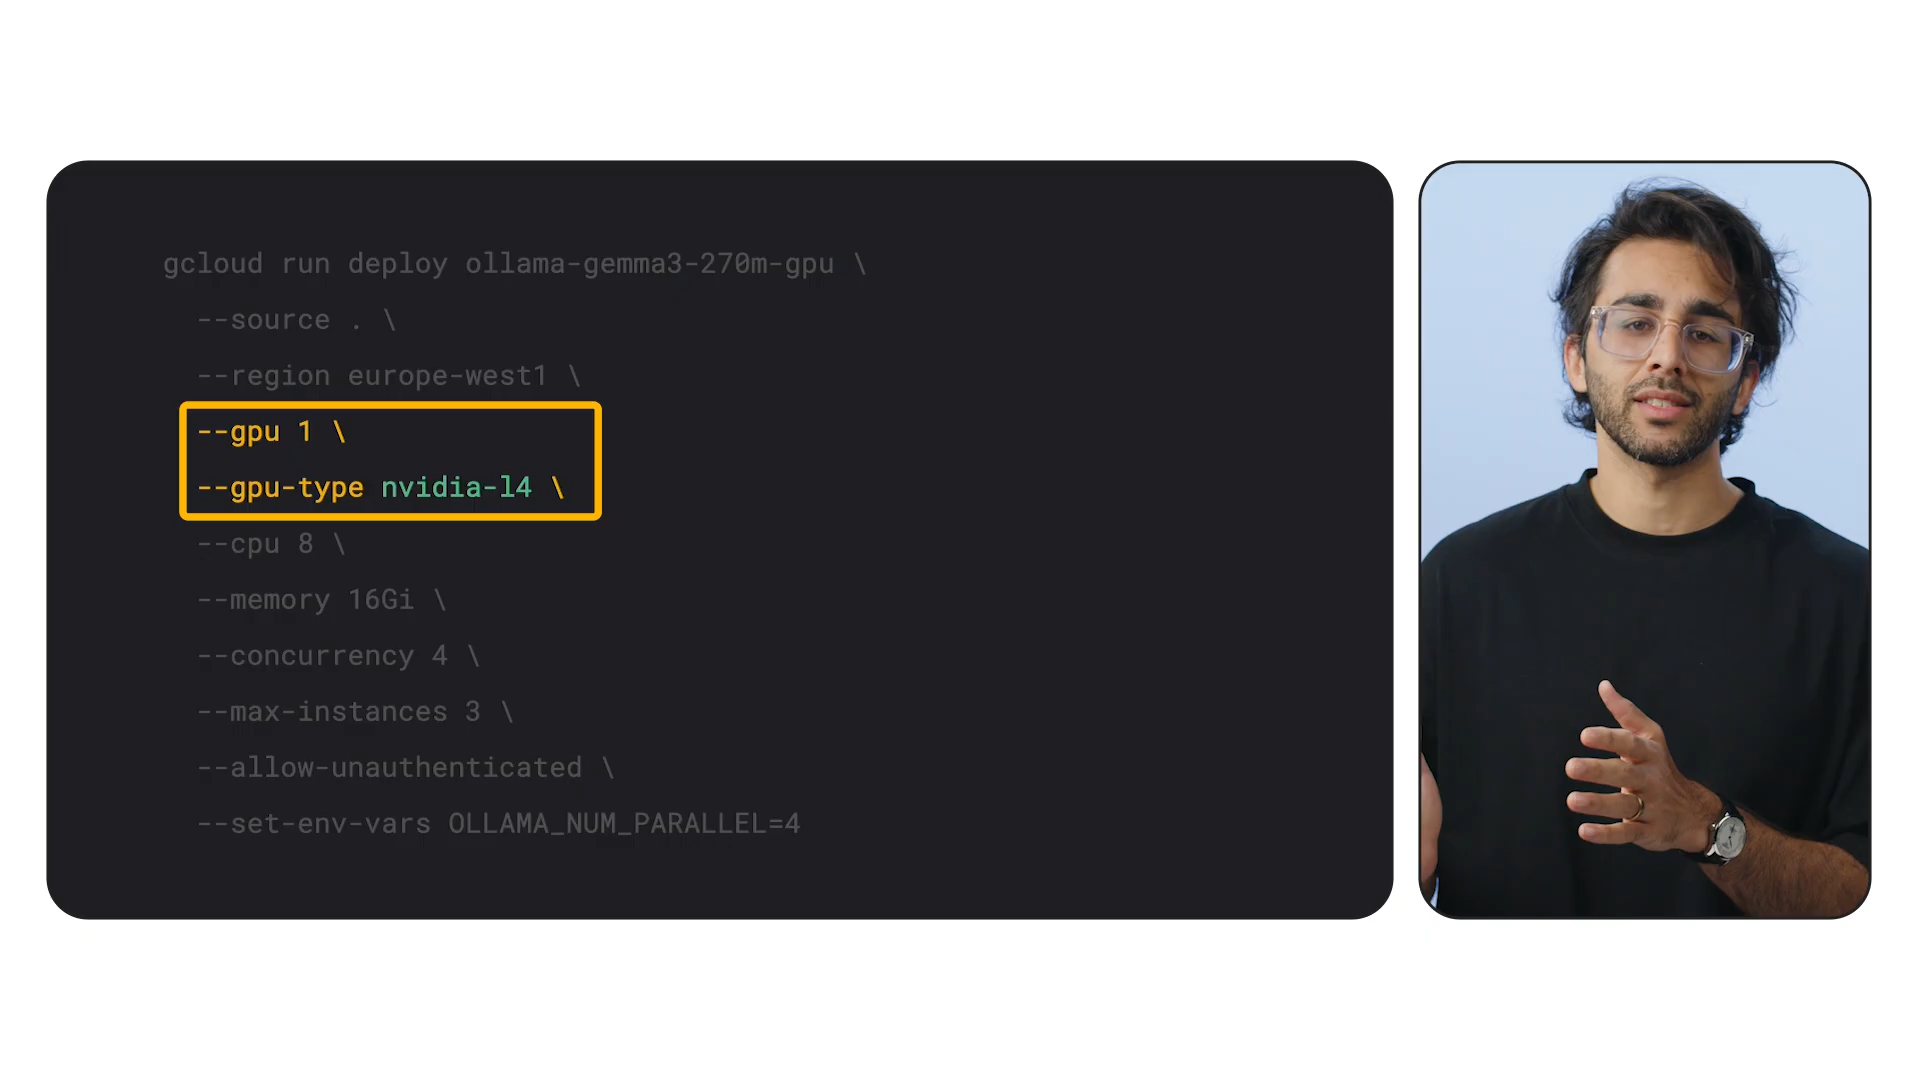 gcloud run deploy ollama-gemma3-270m-gpu \
--source . \
--region europe-west1 \
--gpu 1 \
--gpu-type nvidia-l4 \
--cpu 8 \
--memory 16Gi \
--concurrency 4 \
--max-instances 3 \
--allow-unauthenticated \
--set-env-vars OLLAMA_NUM_PARALLEL=4